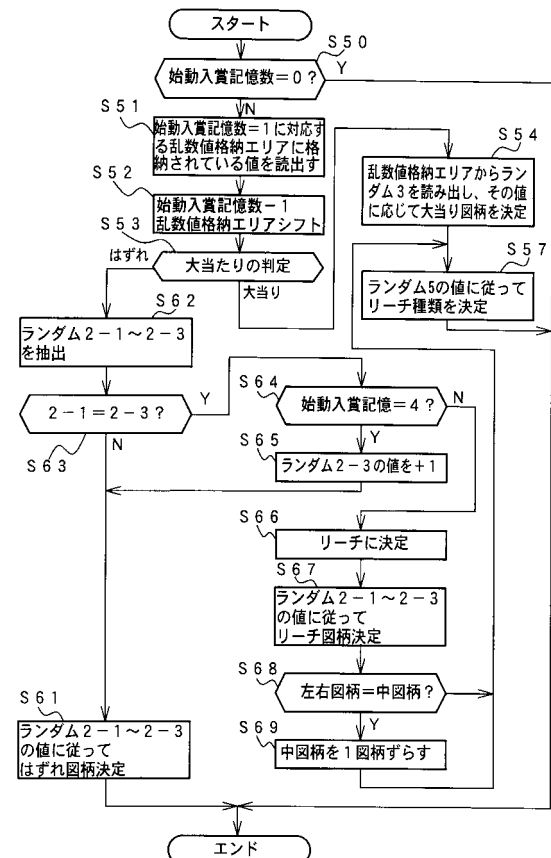 スタート
S50
始動入賞記憶数=0?
Y
N
S51
始動入賞記憶数=1に対応す
る乱数値格納エリアに格
納されている値を読出す
S52
始動入賞記憶数-1
乱数値格納エリアシフト
S53
大当たりの判定
はずれ
大当り
S54
乱数値格納エリアからラン
ダム3を読み出し、その値
に応じて大当り図柄を決定
S57
ランダム5の値に従って
リーチ種類を決定
S62
ランダム2-1~2-3
を抽出
S63
2-1=2-3?
Y
N
S64
始動入賞記憶=4?
N
Y
S65
ランダム2-3の値を+1
S66
リーチに決定
S67
ランダム2-1~2-3
の値に従って
リーチ図柄決定
S68
左右図柄=中図柄?
Y
S69
中図柄を1図柄ずらす
S61
ランダム2-1~2-3
の値に従って
はずれ図柄決定
エンド